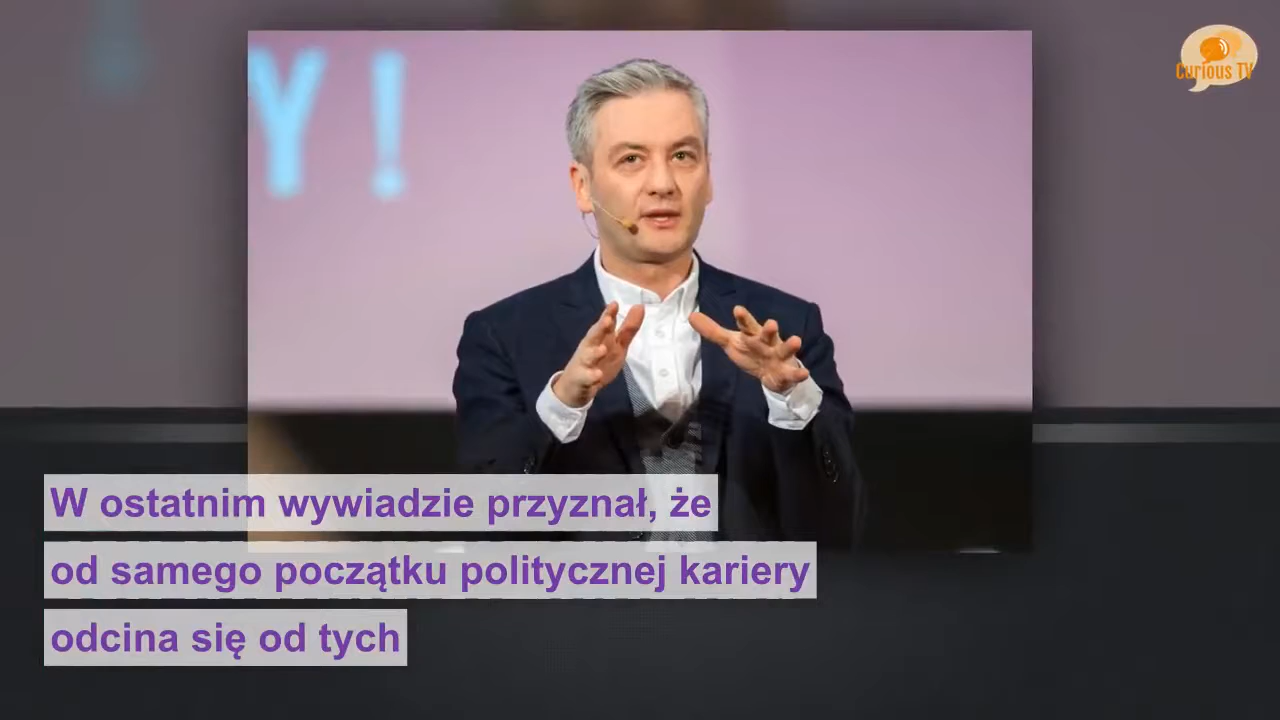 Y!
Curious TV
W ostatnim wywiadzie przyznał, że
od samego początku politycznej kariery
odcina się od tych